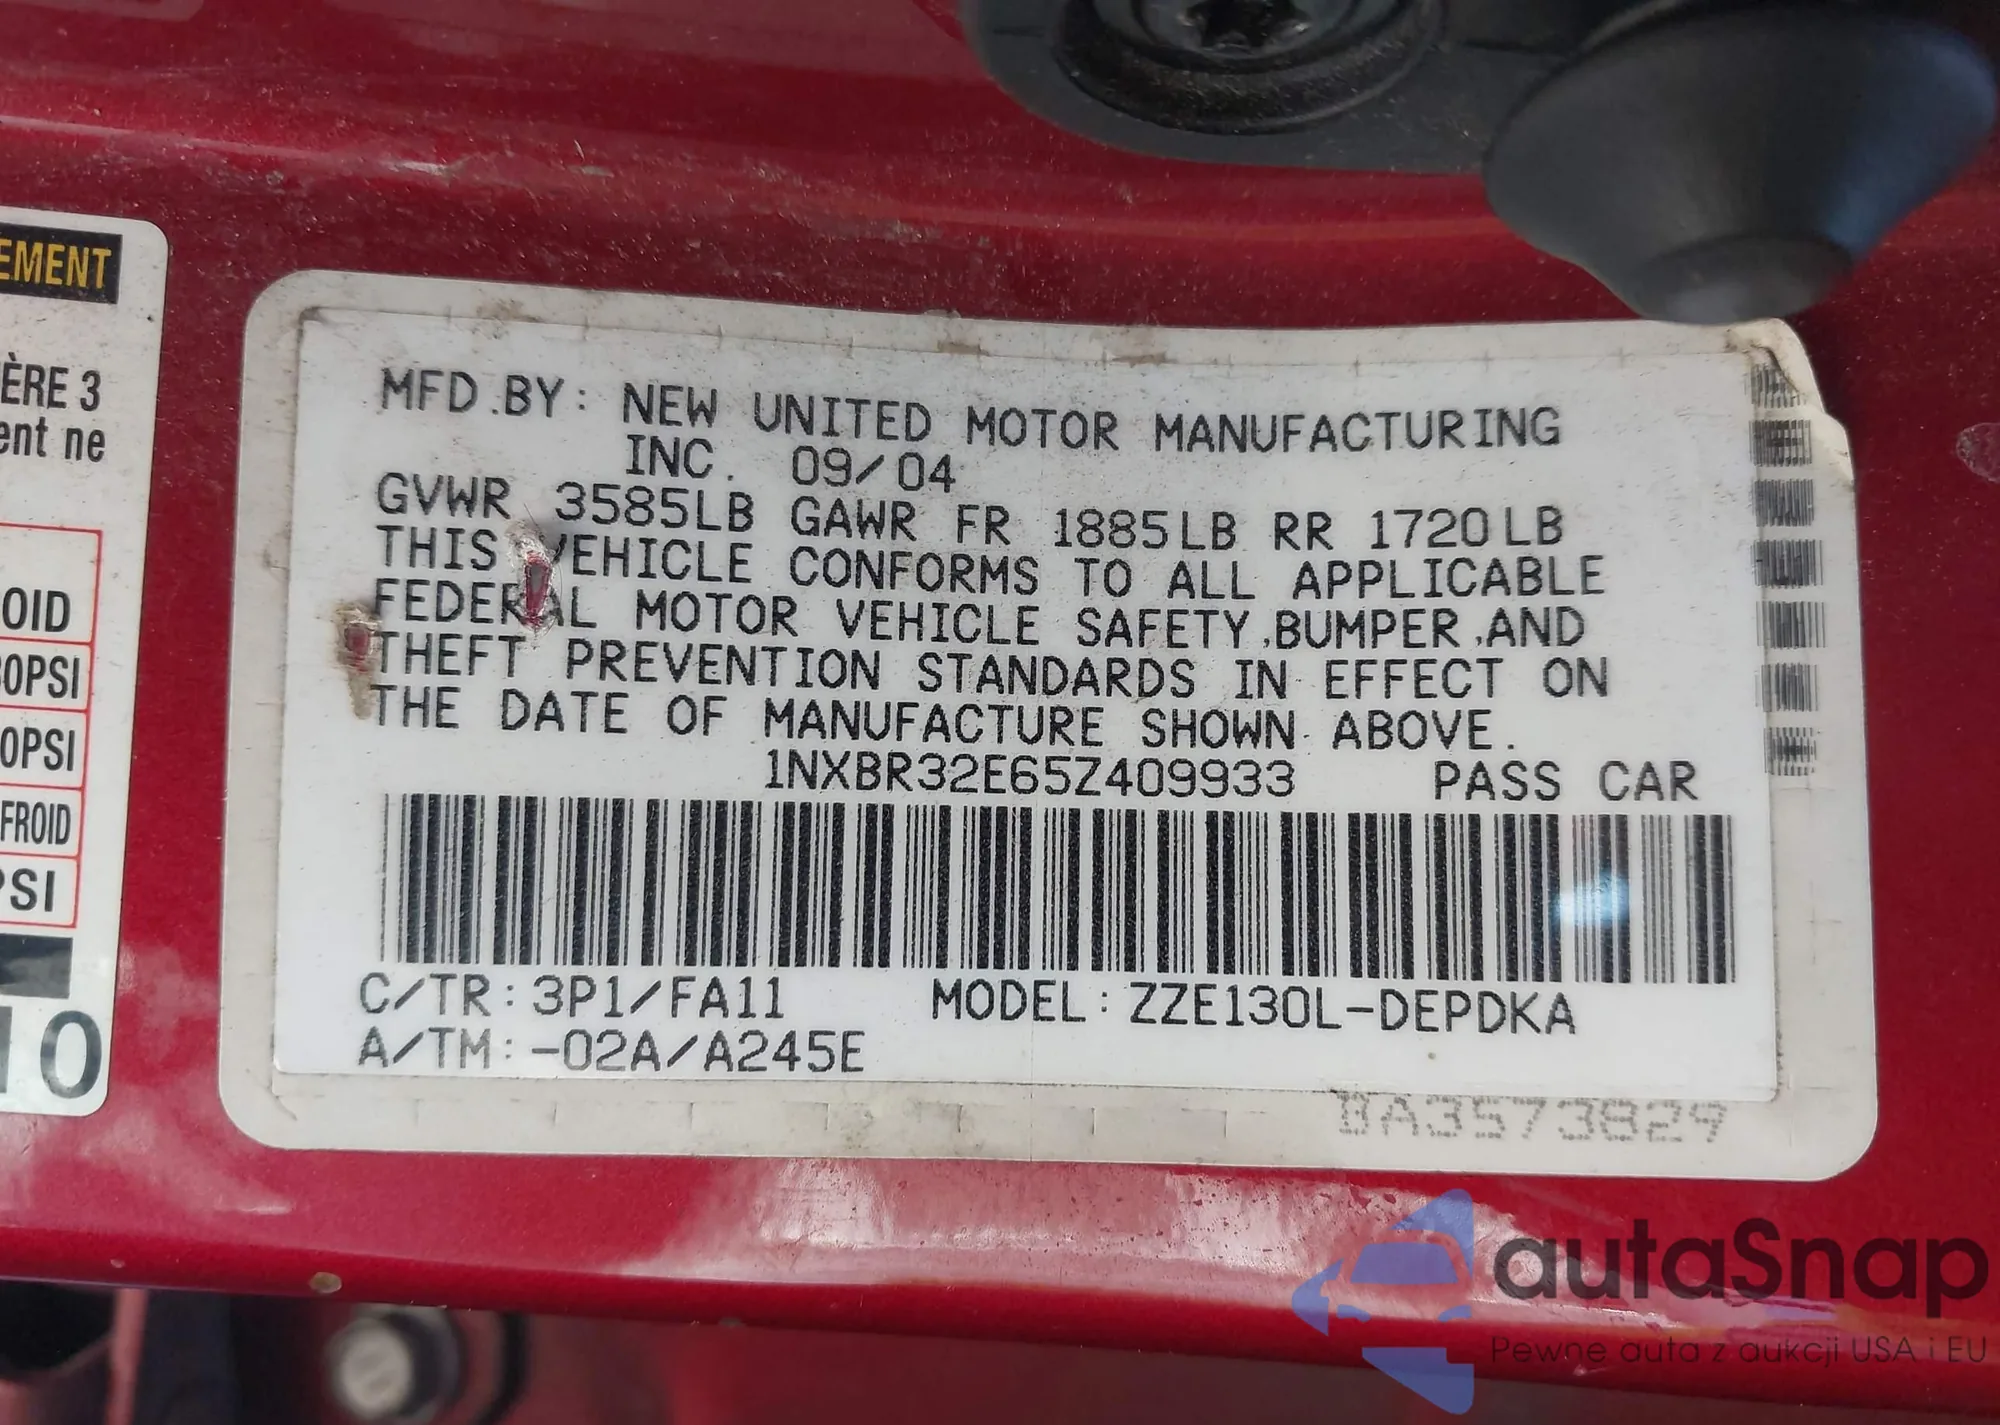 EMENT
ÈRE 3
ent ne
OID
30PSI
0PSI
FROID
PSI
10
MFD.BY: NEW UNITED MOTOR MANUFACTURING
INC. 09/04
GVWR 3585LB GAWR FR 1885LB RR 1720LB
THIS VEHICLE CONFORMS TO ALL APPLICABLE
FEDERAL MOTOR VEHICLE SAFETY,BUMPER,AND
THEFT PREVENTION STANDARDS IN EFFECT ON
THE DATE OF MANUFACTURE SHOWN ABOVE.
1NXBR32E65Z409933 PASS CAR
C/TR: 3P1/FA11 MODEL: ZZE130L-DEPDKA
A/TM: -02A/A245E
BA3573829
autaSnap
Pewne auta z aukcji USA i EU